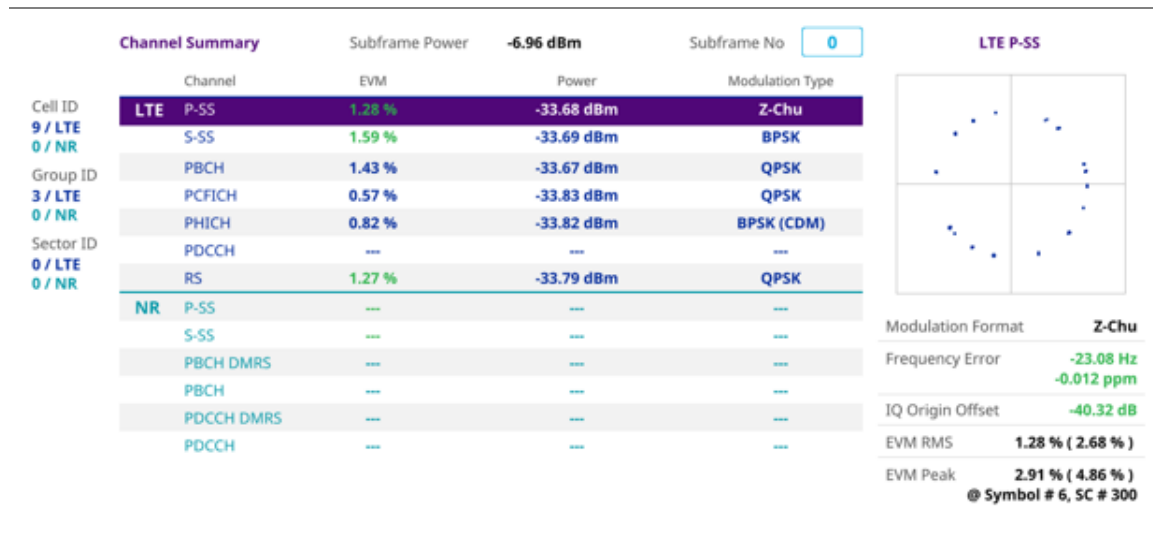 Channel Summary Subframe Power -6.96 dBm Subframe No 0
Channel EVM Power Modulation Type
Cell ID
9 / LTE
0 / NR
Group ID
3 / LTE
0 / NR
Sector ID
0 / LTE
0 / NR
LTE P-SS 1.28 % -33.68 dBm Z-Chu
S-SS 1.59 % -33.69 dBm BPSK
PBCH 1.43 % -33.67 dBm QPSK
PCFICH 0.57 % -33.83 dBm QPSK
PHICH 0.82 % -33.82 dBm BPSK (CDM)
PDCCH --- --- ---
RS 1.27 % -33.79 dBm QPSK
NR P-SS --- --- ---
S-SS --- --- ---
PBCH DMRS --- --- ---
PBCH --- --- ---
PDCCH DMRS --- --- ---
PDCCH --- --- ---
LTE P-SS
Modulation Format Z-Chu
Frequency Error -23.08 Hz
-0.012 ppm
IQ Origin Offset -40.32 dB
EVM RMS 1.28 % ( 2.68 % )
EVM Peak 2.91 % ( 4.86 % )
@ Symbol # 6, SC # 300